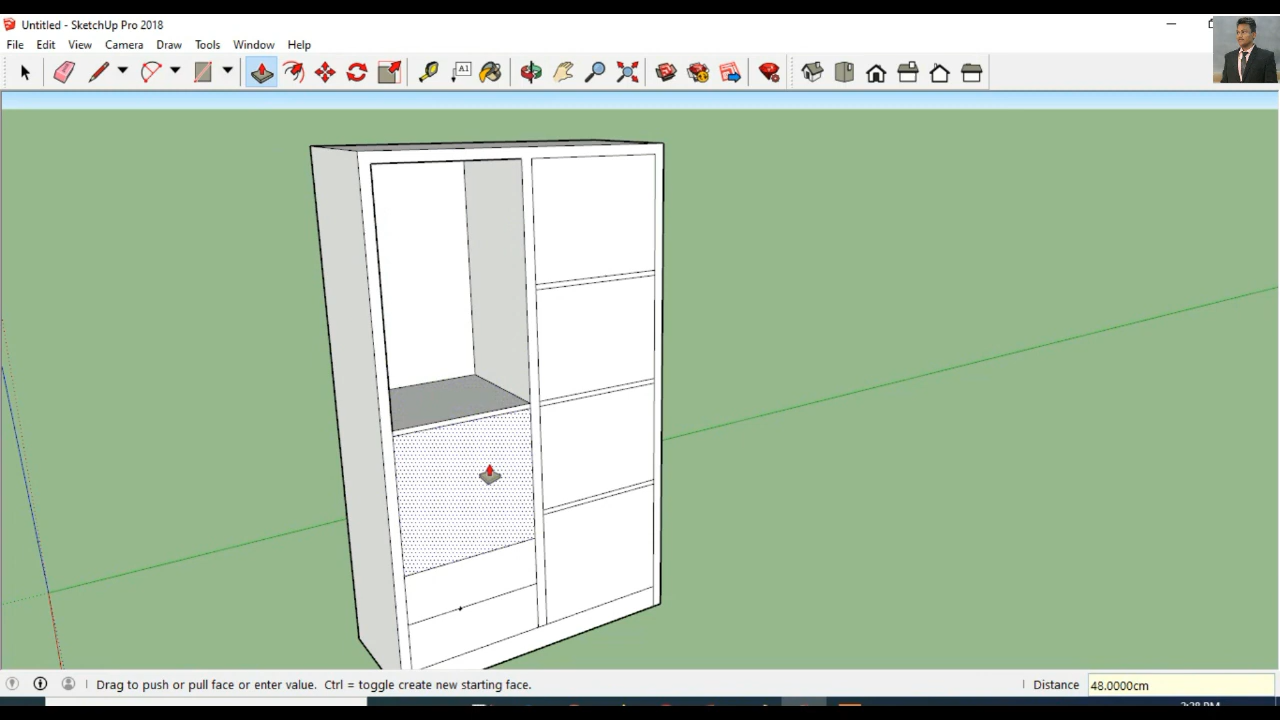 Untitled - SketchUp Pro 2018
File Edit View Camera Draw Tools Window Help
A1
Drag to push or pull face or enter value. Ctrl = toggle create new starting face.
Distance 48.0000cm